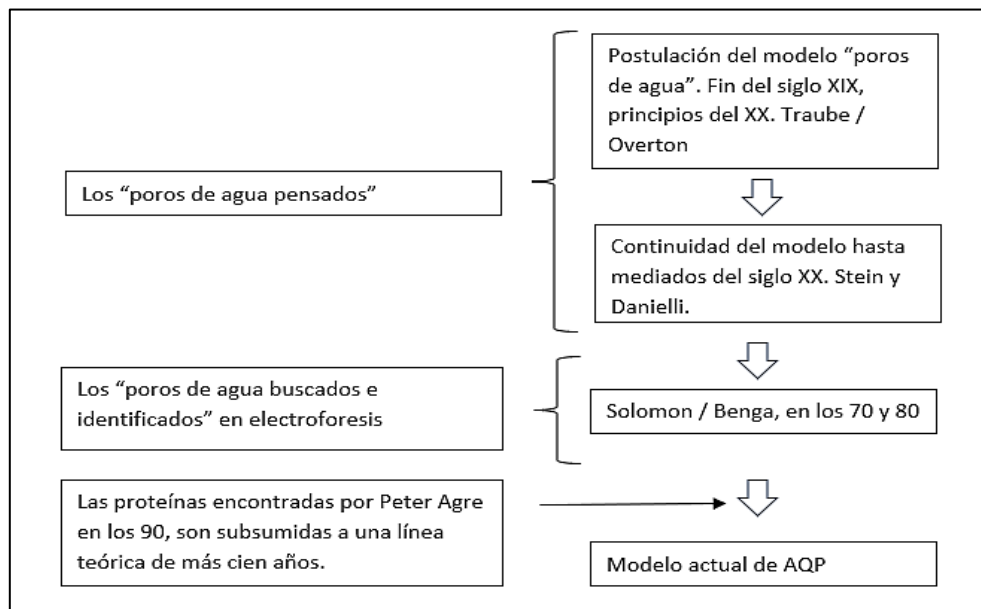 Postulación del modelo “poros
de agua”. Fin del siglo XIX,
principios del XX. Traube /
Overton
Los “poros de agua pensados”
Continuidad del modelo hasta
mediados del siglo XX. Stein y
Danielli.
Los “poros de agua buscados e
identificados” en electroforesis
Solomon / Benga, en los 70 y 80
Las proteínas encontradas por Peter Agre
en los 90, son subsumidas a una línea
teórica de más cien años.
Modelo actual de AQP